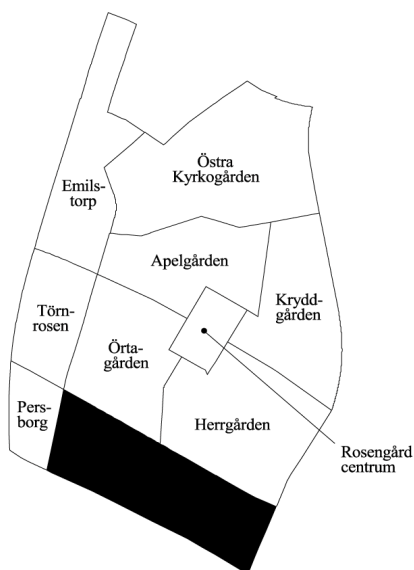 Östra
Kyrkogården
Emils-
torp
Apelgården
Krydd-
gården
Törn-
rosen
Örta-
gården
Pers-
borg
Herrgården
Rosengård
centrum